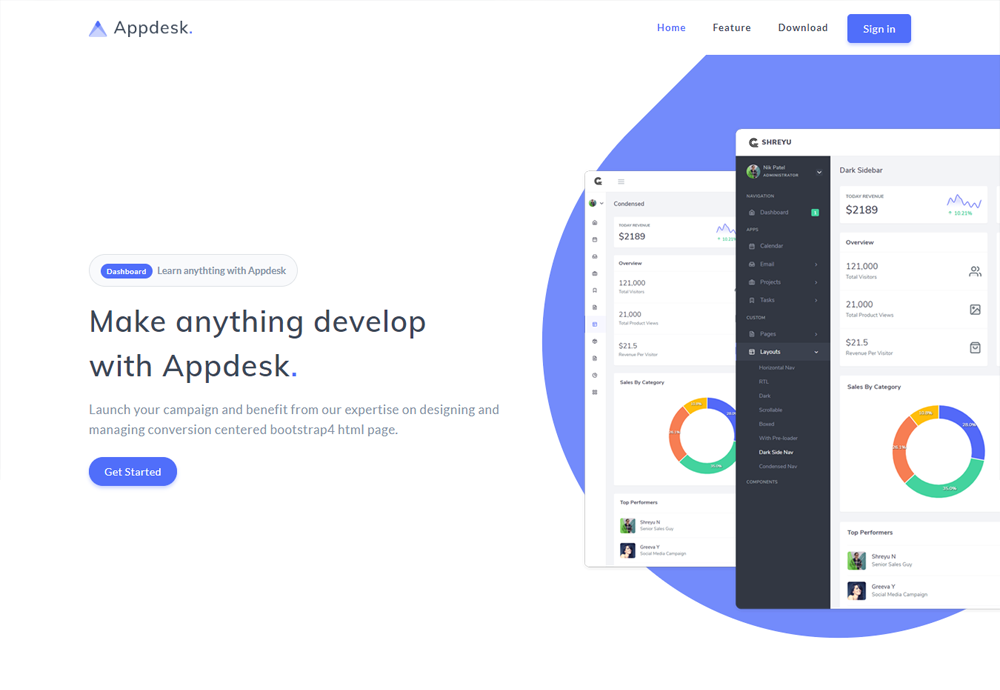 Appdesk.
Home
Feature
Download
Sign in
Dashboard
Learn anythting with Appdesk
Make anything develop
with Appdesk.
Launch your campaign and benefit from our expertise on designing and
managing conversion centered bootstrap4 html page.
Get Started
Condensed
TODAY REVENUE
$2189
Overview
121,000
Total Visitors
21,000
Total Product Views
$21.5
Revenue Per Visitor
Sales By Category
Top Performers
Shreyu N
Senior Sales Guy
Greeva Y
Social Media Campaign
SHREYU
Nik Patel
ADMINISTRATOR
NAVIGATION
Dashboard
1
APPS
Calendar
Email
Projects
Tasks
CUSTOM
Pages
Layouts
Horizontal Nav
RTL
Dark
Scrollable
Boxed
With Pre-loader
Dark Side Nav
Condensed Nav
COMPONENTS
Dark Sidebar
TODAY REVENUE
$2189
10.21%
Overview
121,000
Total Visitors
21,000
Total Product Views
$21.5
Revenue Per Visitor
Sales By Category
Top Performers
Shreyu N
Senior Sales Guy
Greeva Y
Social Media Campaign